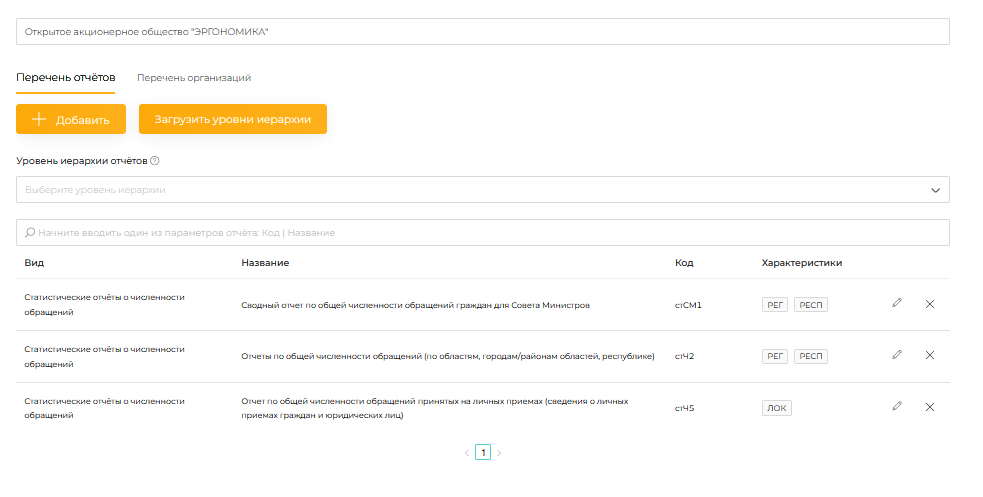 Открытое акционерное общество "ЭРГОНОМИКА"
Перечень отчётов Перечень организаций
Добавить Загрузить уровни иерархии
Уровень иерархии отчётов
Выберите уровень иерархии
Начните вводить один из параметров отчёта: Код | Название
Вид Название Код Характеристики
Статистические отчёты о численности
обращений
Сводный отчет по общей численности обращений граждан для Совета Министров
стСМ1
РЕГ РЕСП
Статистические отчёты о численности
обращений
Отчеты по общей численности обращений (по областям, городам/районам областей, республике)
стЧ2
РЕГ РЕСП
Статистические отчёты о численности
обращений
Отчет по общей численности обращений принятых на личных приемах (сведения о личных
приемах граждан и юридических лиц)
стЧ5
ЛОК
1